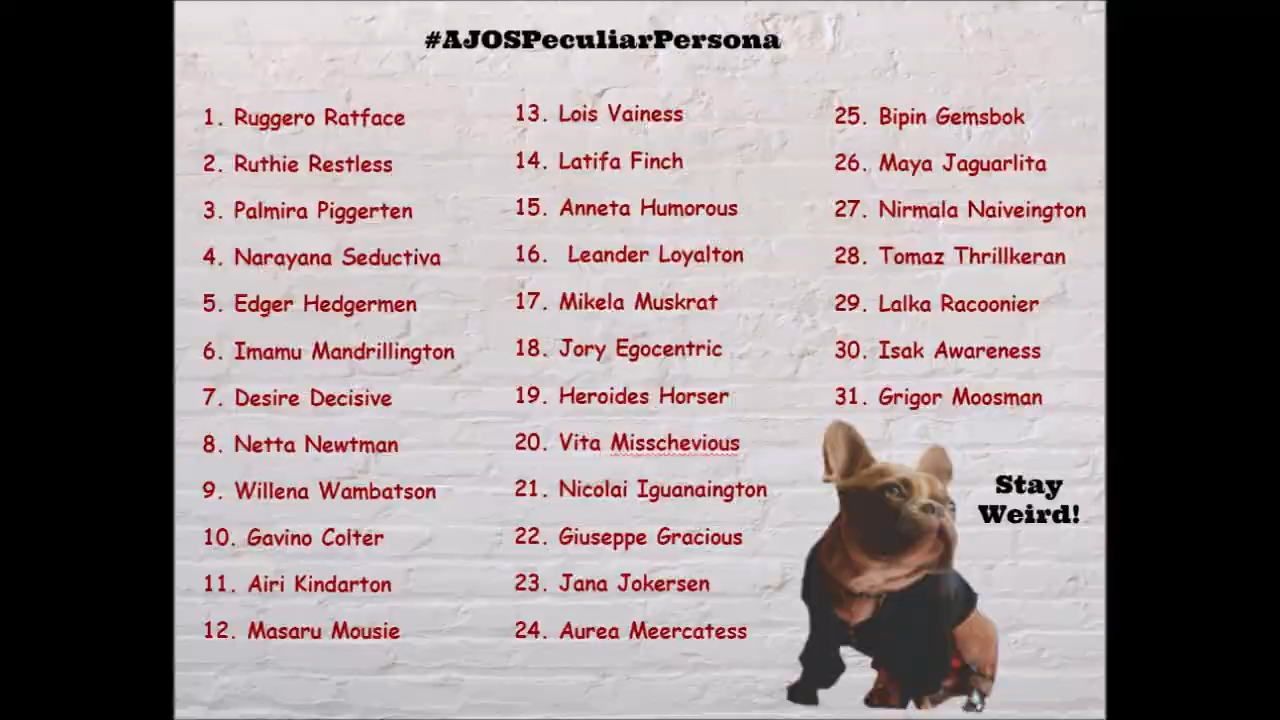 #AJOSPeculiarPersona
1. Ruggero Ratface
2. Ruthie Restless
3. Palmira Piggerten
4. Narayana Seductiva
5. Edger Hedgermen
6. Imamu Mandrillington
7. Desire Decisive
8. Netta Newtman
9. Willena Wambatson
10. Gavino Colter
11. Airi Kindarton
12. Masaru Mousie
13. Lois Vainess
14. Latifa Finch
15. Anneta Humorous
16. Leander Loyalton
17. Mikela Muskrat
18. Jory Egocentric
19. Heroides Horser
20. Vita Misschevious
21. Nicolai Iguanaington
22. Giuseppe Gracious
23. Jana Jokersen
24. Aurea Meercatess
25. Bipin Gemsbok
26. Maya Jaguarlita
27. Nirmala Naiveington
28. Tomaz Thrillkeran
29. Lalka Racoonier
30. Isak Awareness
31. Grigor Moosman
Stay
Weird!